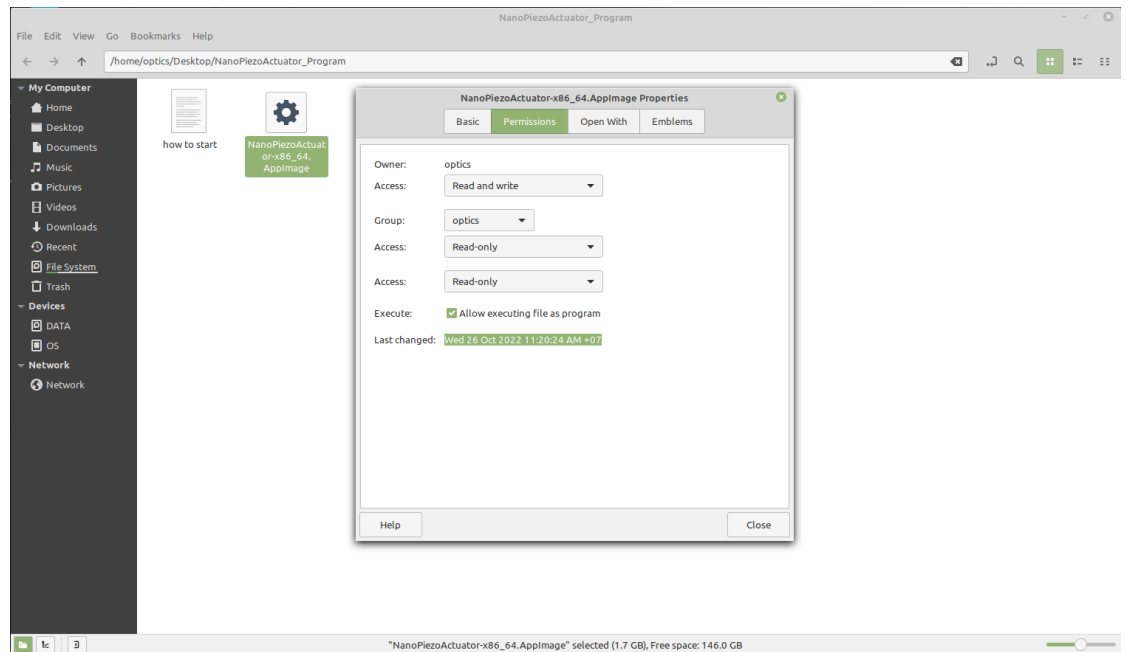 NanoPiezoActuator_Program
File Edit View Go Bookmarks Help
/home/optics/Desktop/NanoPiezoActuator_Program
My Computer
Home
Desktop
Documents
Music
Pictures
Videos
Downloads
Recent
File System
Trash
Devices
DATA
OS
Network
Network
how to start
NanoPiezoActuat
or-x86_64.
AppImage
NanoPiezoActuator-x86_64.AppImage Properties
Basic Permissions Open With Emblems
Owner: optics
Access: Read and write
Group: optics
Access: Read-only
Access: Read-only
Execute: Allow executing file as program
Last changed: Wed 26 Oct 2022 11:20:24 AM +07
Help Close
"NanoPiezoActuator-x86_64.AppImage" selected (1.7 GB), Free space: 146.0 GB